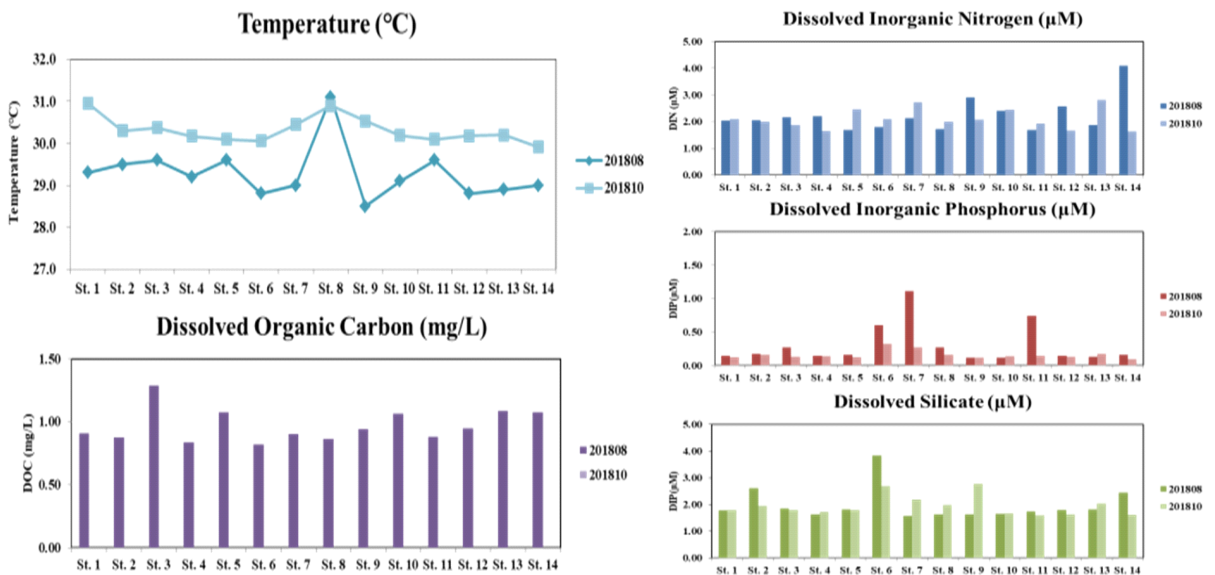 Temperature (°C)
Temperature (°C)
32.0
31.0
30.0
29.0
28.0
27.0
St. 1 St. 2 St. 3 St. 4 St. 5 St. 6 St. 7 St. 8 St. 9 St. 10 St. 11 St. 12 St. 13 St. 14
201808
201810
Dissolved Organic Carbon (mg/L)
DOC (mg/L)
1.50
1.00
0.50
0.00
St. 1 St. 2 St. 3 St. 4 St. 5 St. 6 St. 7 St. 8 St. 9 St. 10 St. 11 St. 12 St. 13 St. 14
201808
201810
Dissolved Inorganic Nitrogen (µM)
DIN (µM)
5.00
4.00
3.00
2.00
1.00
0.00
St. 1 St. 2 St. 3 St. 4 St. 5 St. 6 St. 7 St. 8 St. 9 St. 10 St. 11 St. 12 St. 13 St. 14
201808
201810
Dissolved Inorganic Phosphorus (µM)
DIP(µM)
2.00
1.50
1.00
0.50
0.00
St. 1 St. 2 St. 3 St. 4 St. 5 St. 6 St. 7 St. 8 St. 9 St. 10 St. 11 St. 12 St. 13 St. 14
201808
201810
Dissolved Silicate (µM)
DIP(µM)
5.00
4.00
3.00
2.00
1.00
0.00
St. 1 St. 2 St. 3 St. 4 St. 5 St. 6 St. 7 St. 8 St. 9 St. 10 St. 11 St. 12 St. 13 St. 14
201808
201810